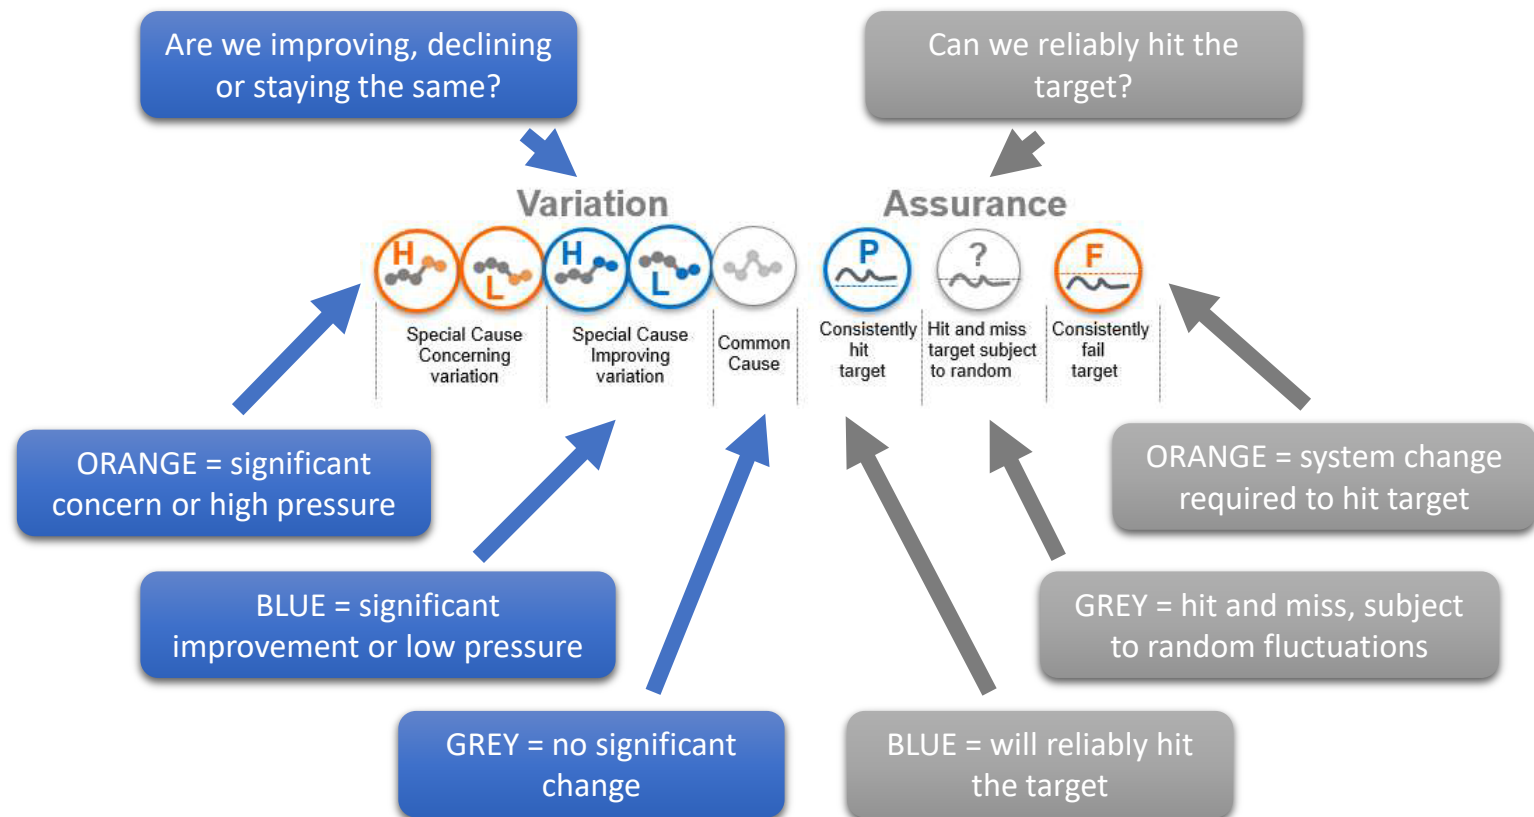 Are we improving, declining
or staying the same?
Can we reliably hit the
target?
Variation
Assurance
H
L
H
L
P
?
F
Special Cause
Concerning
variation
Special Cause
Improving
variation
Common
Cause
Consistently
hit
target
Hit and miss
target subject
to random
Consistently
fail
target
ORANGE = significant
concern or high pressure
ORANGE = system change
required to hit target
BLUE = significant
improvement or low pressure
GREY = hit and miss, subject
to random fluctuations
GREY = no significant
change
BLUE = will reliably hit
the target